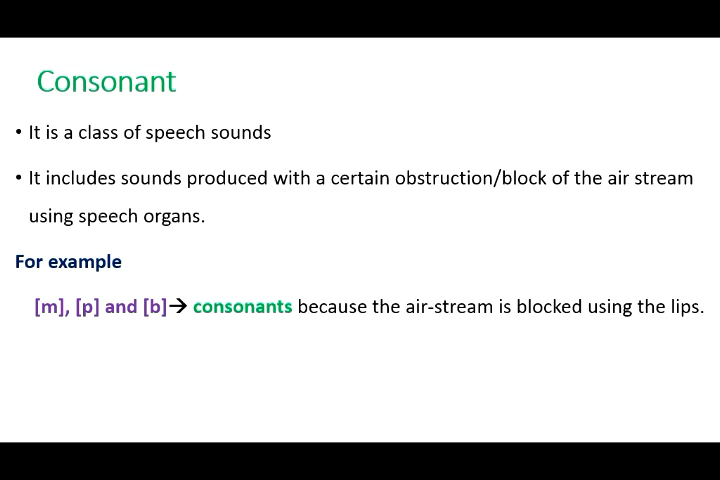 Consonant
• It is a class of speech sounds
• It includes sounds produced with a certain obstruction/block of the air stream
using speech organs.
For example
[m], [p] and [b]→ consonants because the air-stream is blocked using the lips.